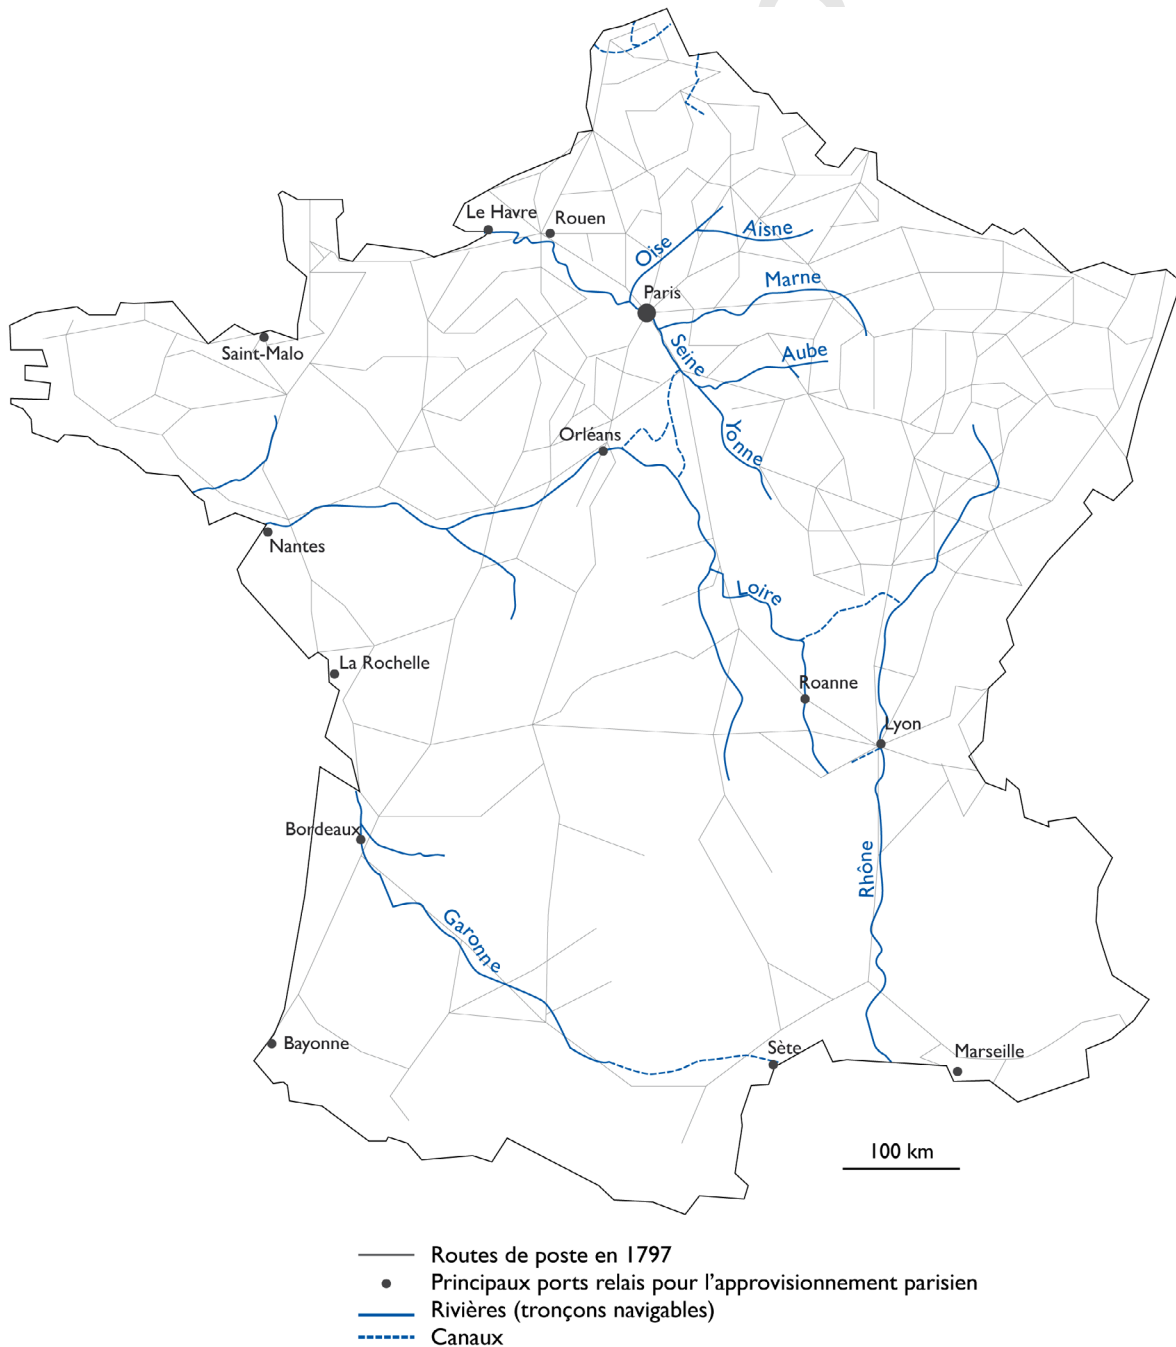 Le Havre
Rouen
Oise
Aisne
Marne
Paris
Saint-Malo
Seine
Aube
Orléans
Yonne
Nantes
Loire
La Rochelle
Roanne
Lyon
Bordeaux
Rhône
Garonne
Bayonne
Sète
Marseille
100 km
Routes de poste en 1797
Principaux ports relais pour l'approvisionnement parisien
Rivières (tronçons navigables)
Canaux